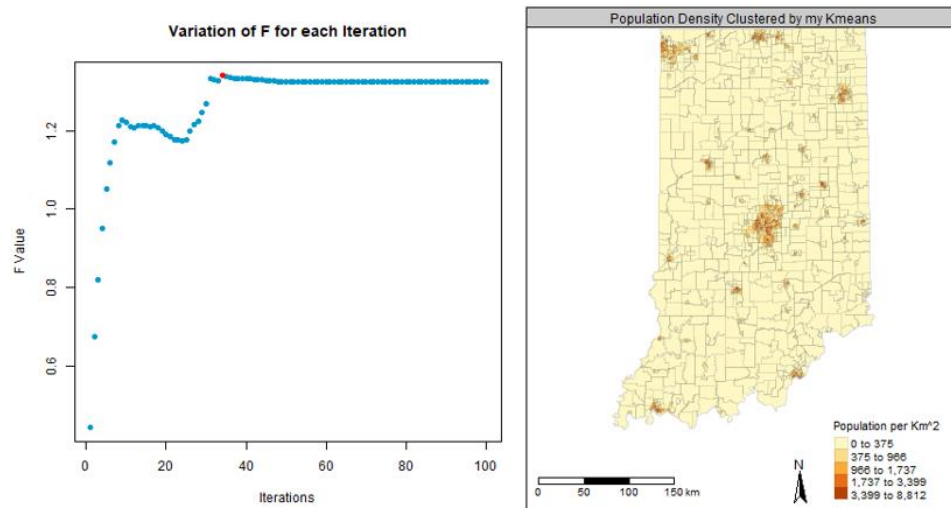 Variation of F for each Iteration
F Value
1.2
1.0
0.8
0.6
0 20 40 60 80 100
Iterations
Population Density Clustered by my Kmeans
Population per Km^2
0 to 375
375 to 966
966 to 1,737
1,737 to 3,399
3,399 to 8,812
N
0 50 100 150 km